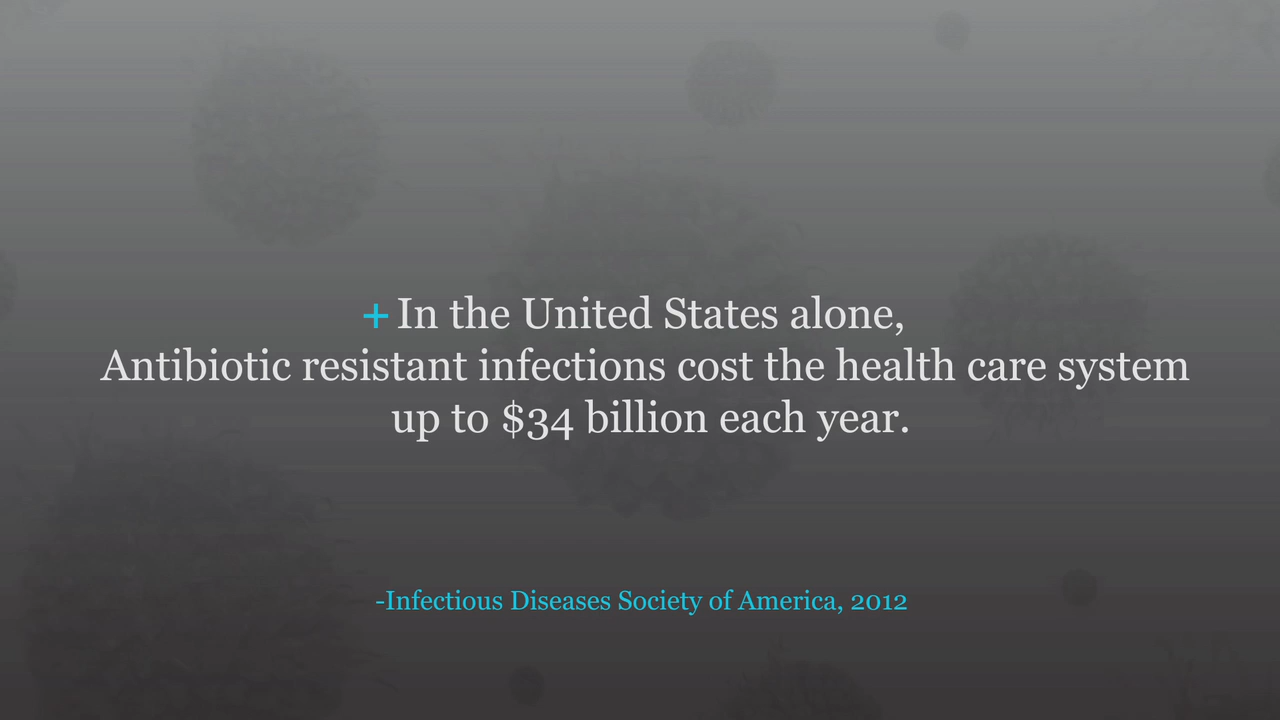 + In the United States alone,
Antibiotic resistant infections cost the health care system
up to $34 billion each year.
-Infectious Diseases Society of America, 2012